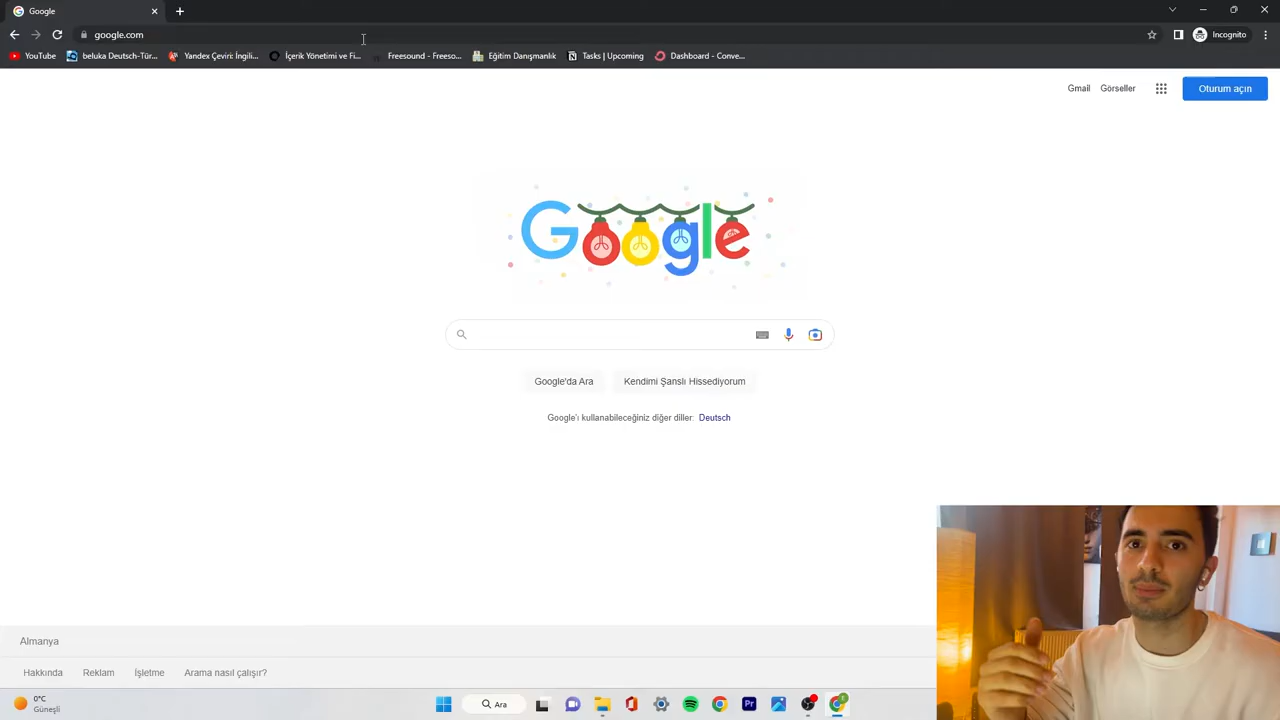 Google
google.com
Incognito
YouTube
beluka Deutsch-Tür...
Yandex Çeviri: İngili...
İçerik Yönetimi ve Fi...
Freesound - Freeso...
Eğitim Danışmanlık
Tasks | Upcoming
Dashboard - Conve...
Gmail
Görseller
Oturum açın
Google
Google'da Ara
Kendimi Şanslı Hissediyorum
Google'ı kullanabileceğiniz diğer diller: Deutsch
Almanya
Hakkında
Reklam
İşletme
Arama nasıl çalışır?
0°C
Güneşli
Ara
Pr
E